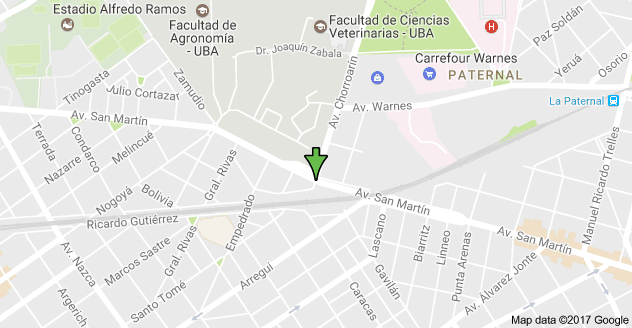 Estadio Alfredo Ramos
Facultad de
Agronomía
- UBA
Facultad de Ciencias
Veterinarias - UBA
Dr. Joaquín Zabala
H
Paz Soldán
Yeruá
Osorio
Carrefour Warnes
PATERNAL
La Paternal
Av. Warnes
Av. Chorroarin
Tinogasta
Julio Cortazar
Zamudio
Av. San Martín
Terrada
Condarco
Nazarre
Melincué
Gral. Rivas
Nogoyá
Bolivia
Ricardo Gutiérrez
Empedrado
Gral. Rivas
Marcos Sastre
Av. Nazca
Argerich
Santo Tomé
Arregui
Av. San Martín
Av. San Martín
Lascano
Gavilán
Caracas
Biarritz
Linneo
Punta Arenas
Av. Álvarez Jonte
Manuel Ricardo Trelles
Map data ©2017 Google